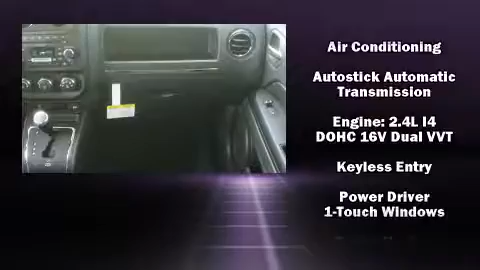 Air Conditioning
Autostick Automatic
Transmission
Engine: 2.4L I4
DOHC 16V Dual VVT
Keyless Entry
Power Driver
1-Touch Windows